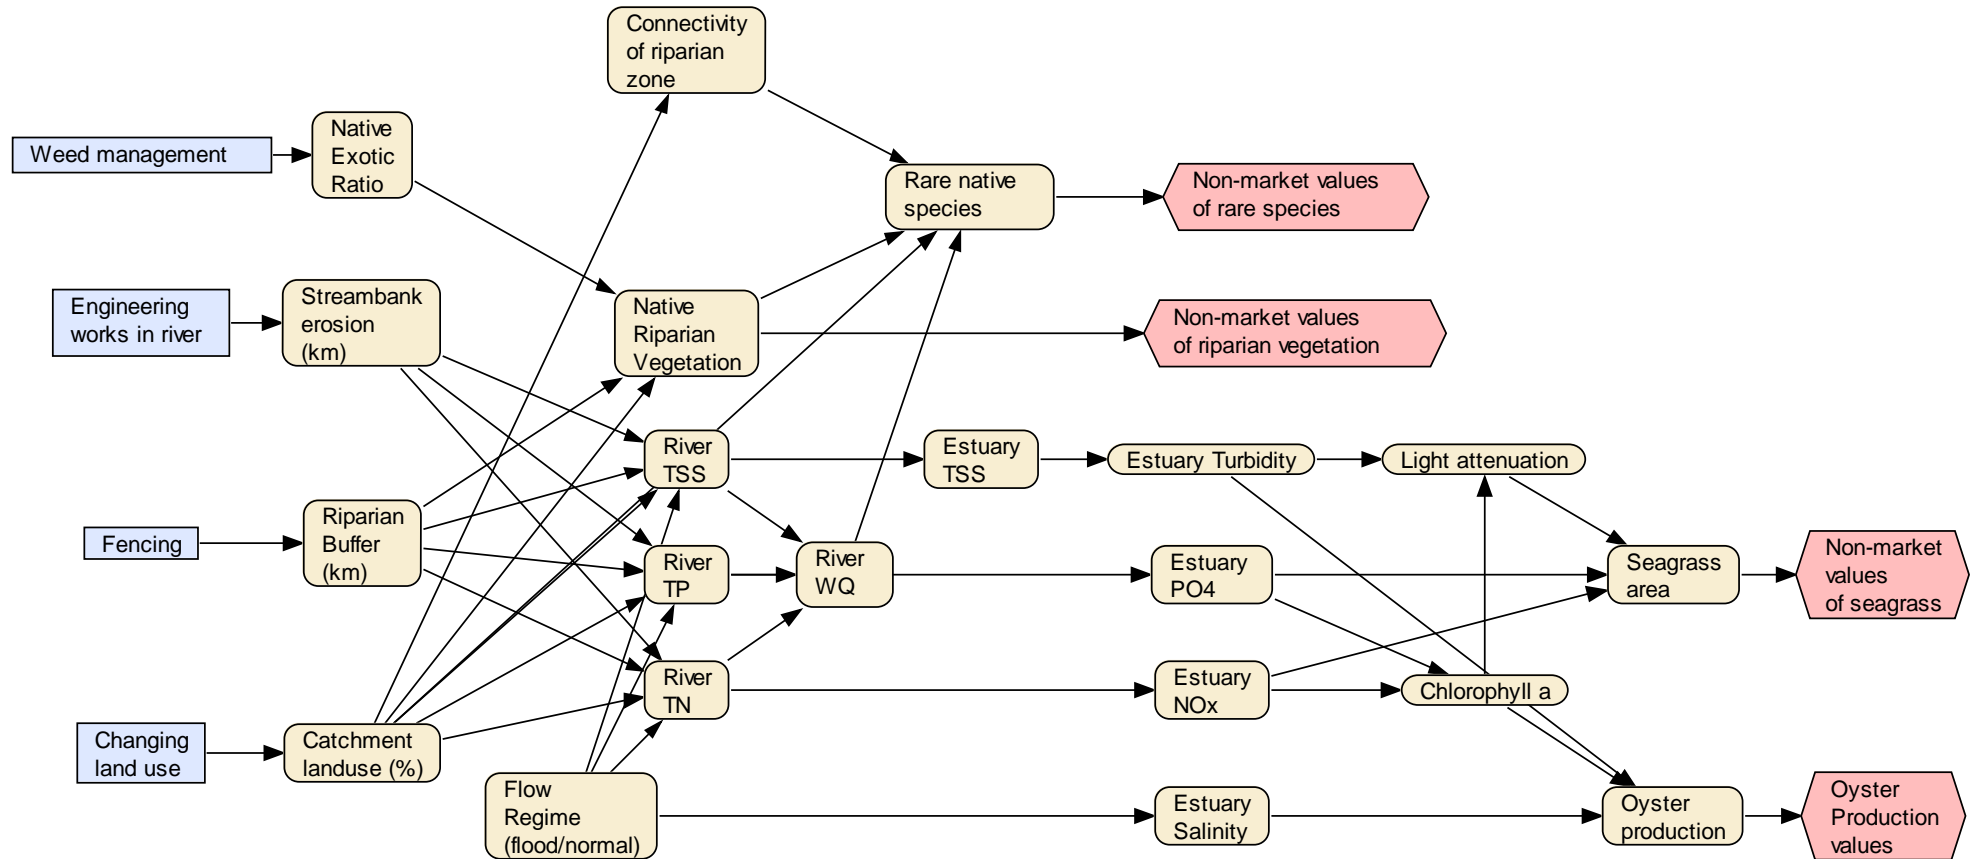 Connectivity
of riparian
zone
Weed management
Native
Exotic
Ratio
Rare native
species
Non-market values
of rare species
Engineering
works in river
Streambank
erosion
(km)
Native
Riparian
Vegetation
Non-market values
of riparian vegetation
River
TSS
Estuary
TSS
Estuary Turbidity
Light attenuation
Fencing
Riparian
Buffer
(km)
River
TP
River
WQ
Estuary
PO4
Seagrass
area
Non-market
values
of seagrass
River
TN
Estuary
NOx
Chlorophyll a
Changing
land use
Catchment
landuse (%)
Flow
Regime
(flood/normal)
Estuary
Salinity
Oyster
production
Oyster
Production
values